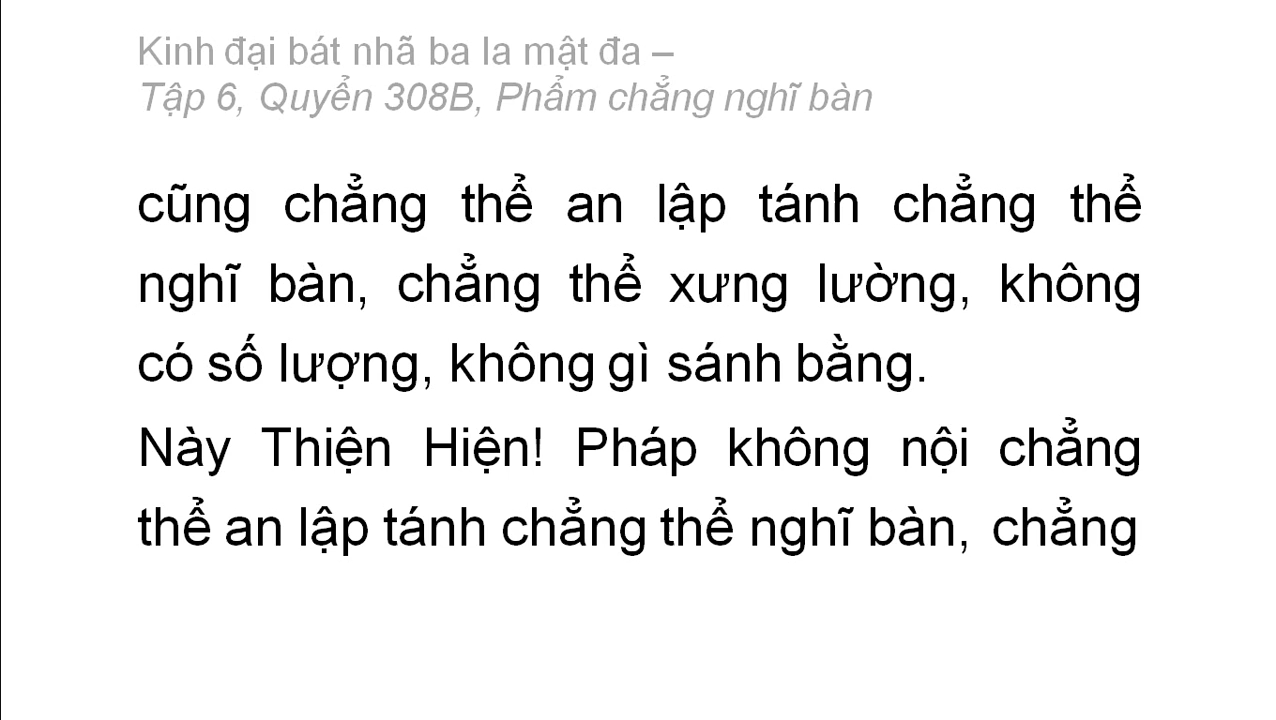 Kinh đại bát nhã ba la mật đa –
Tập 6, Quyển 308B, Phẩm chẳng nghĩ bàn
cũng chẳng thể an lập tánh chẳng thể
nghĩ bàn, chẳng thể xưng lường, không
có số lượng, không gì sánh bằng.
Này Thiện Hiện! Pháp không nội chẳng
thể an lập tánh chẳng thể nghĩ bàn, chẳng